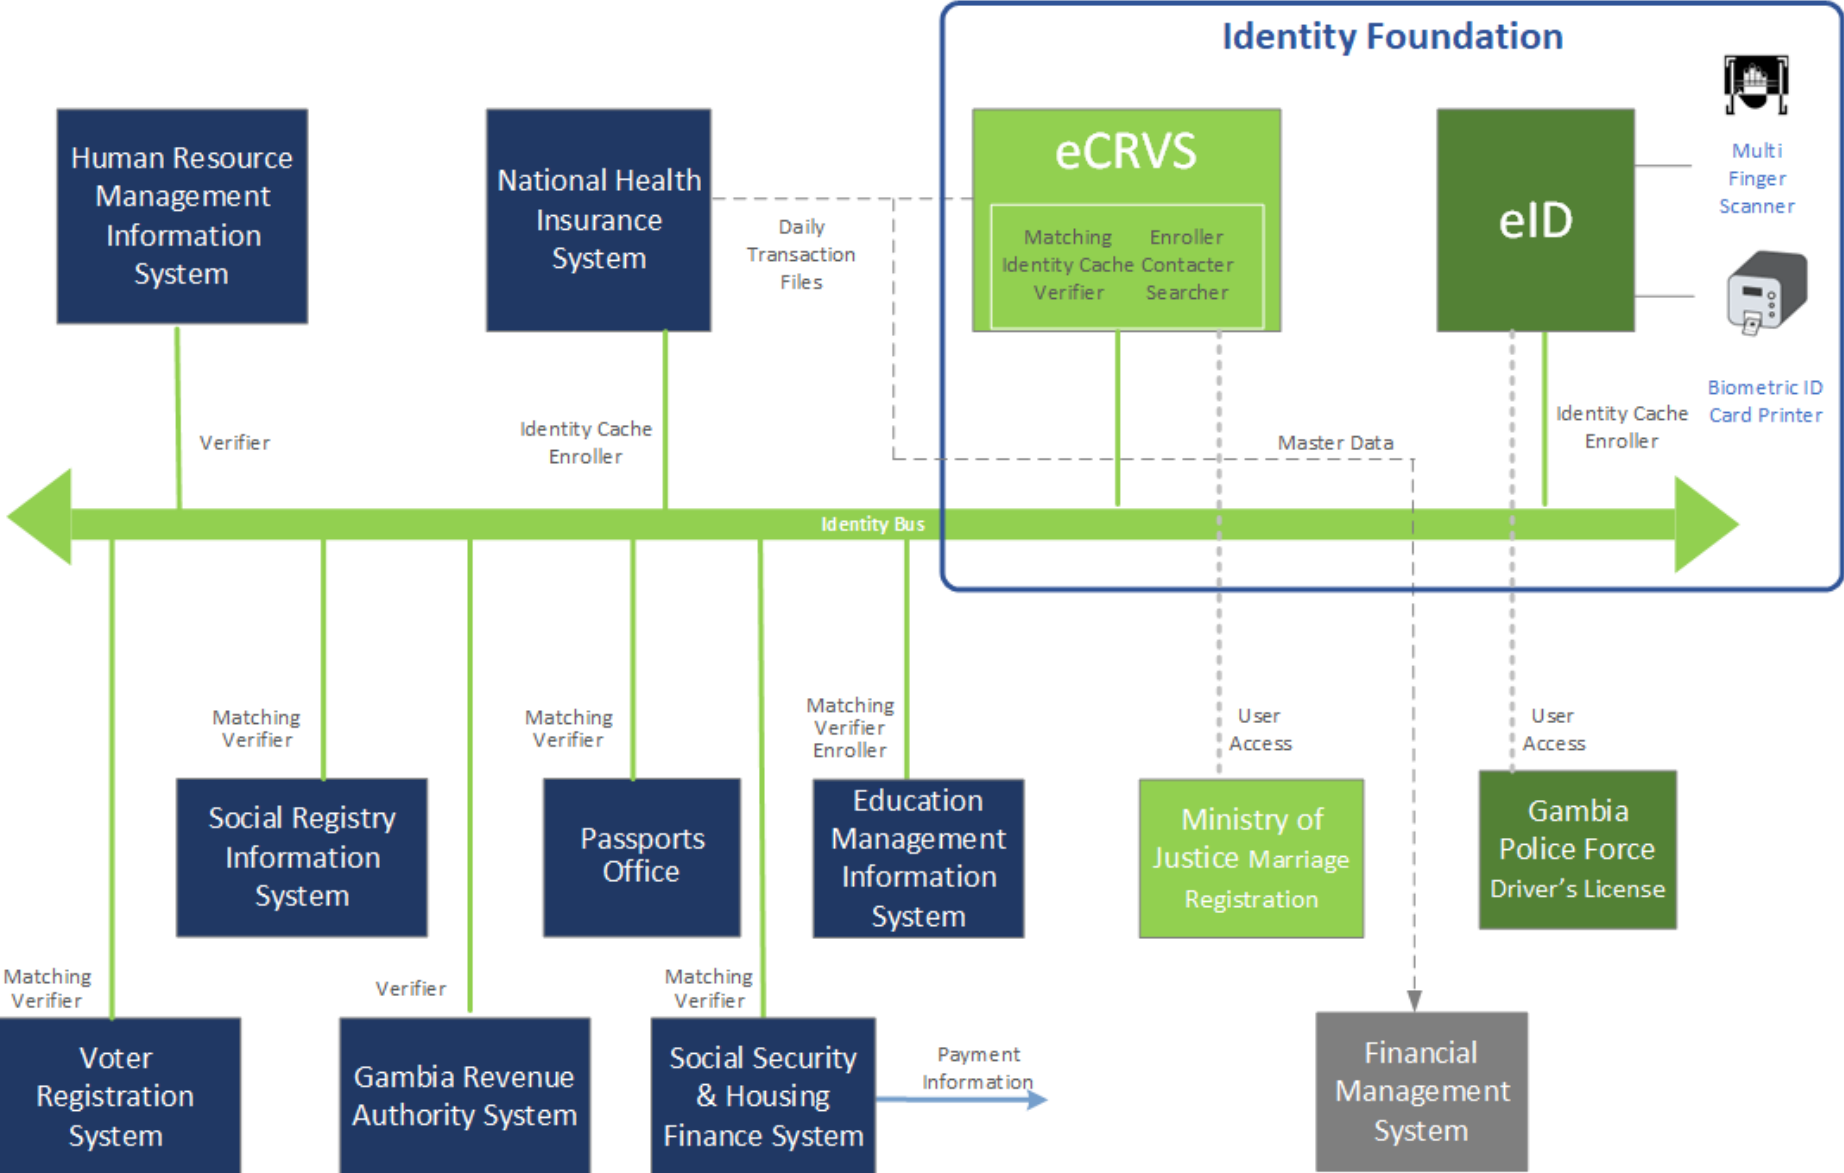 Identity Foundation
Human Resource
Management
Information
System
National Health
Insurance
System
Daily
Transaction
Files
eCRVS
Matching
Identity Cache
Verifier
Enroller
Contacter
Searcher
eID
Multi
Finger
Scanner
Biometric ID
Card Printer
Verifier
Identity Cache
Enroller
Master Data
Identity Cache
Enroller
Identity Bus
Matching
Verifier
Matching
Verifier
Matching
Verifier
Enroller
User
Access
User
Access
Social Registry
Information
System
Passports
Office
Education
Management
Information
System
Ministry of
Justice Marriage
Registration
Gambia
Police Force
Driver’s License
Matching
Verifier
Verifier
Matching
Verifier
Voter
Registration
System
Gambia Revenue
Authority System
Social Security
& Housing
Finance System
Payment
Information
Financial
Management
System